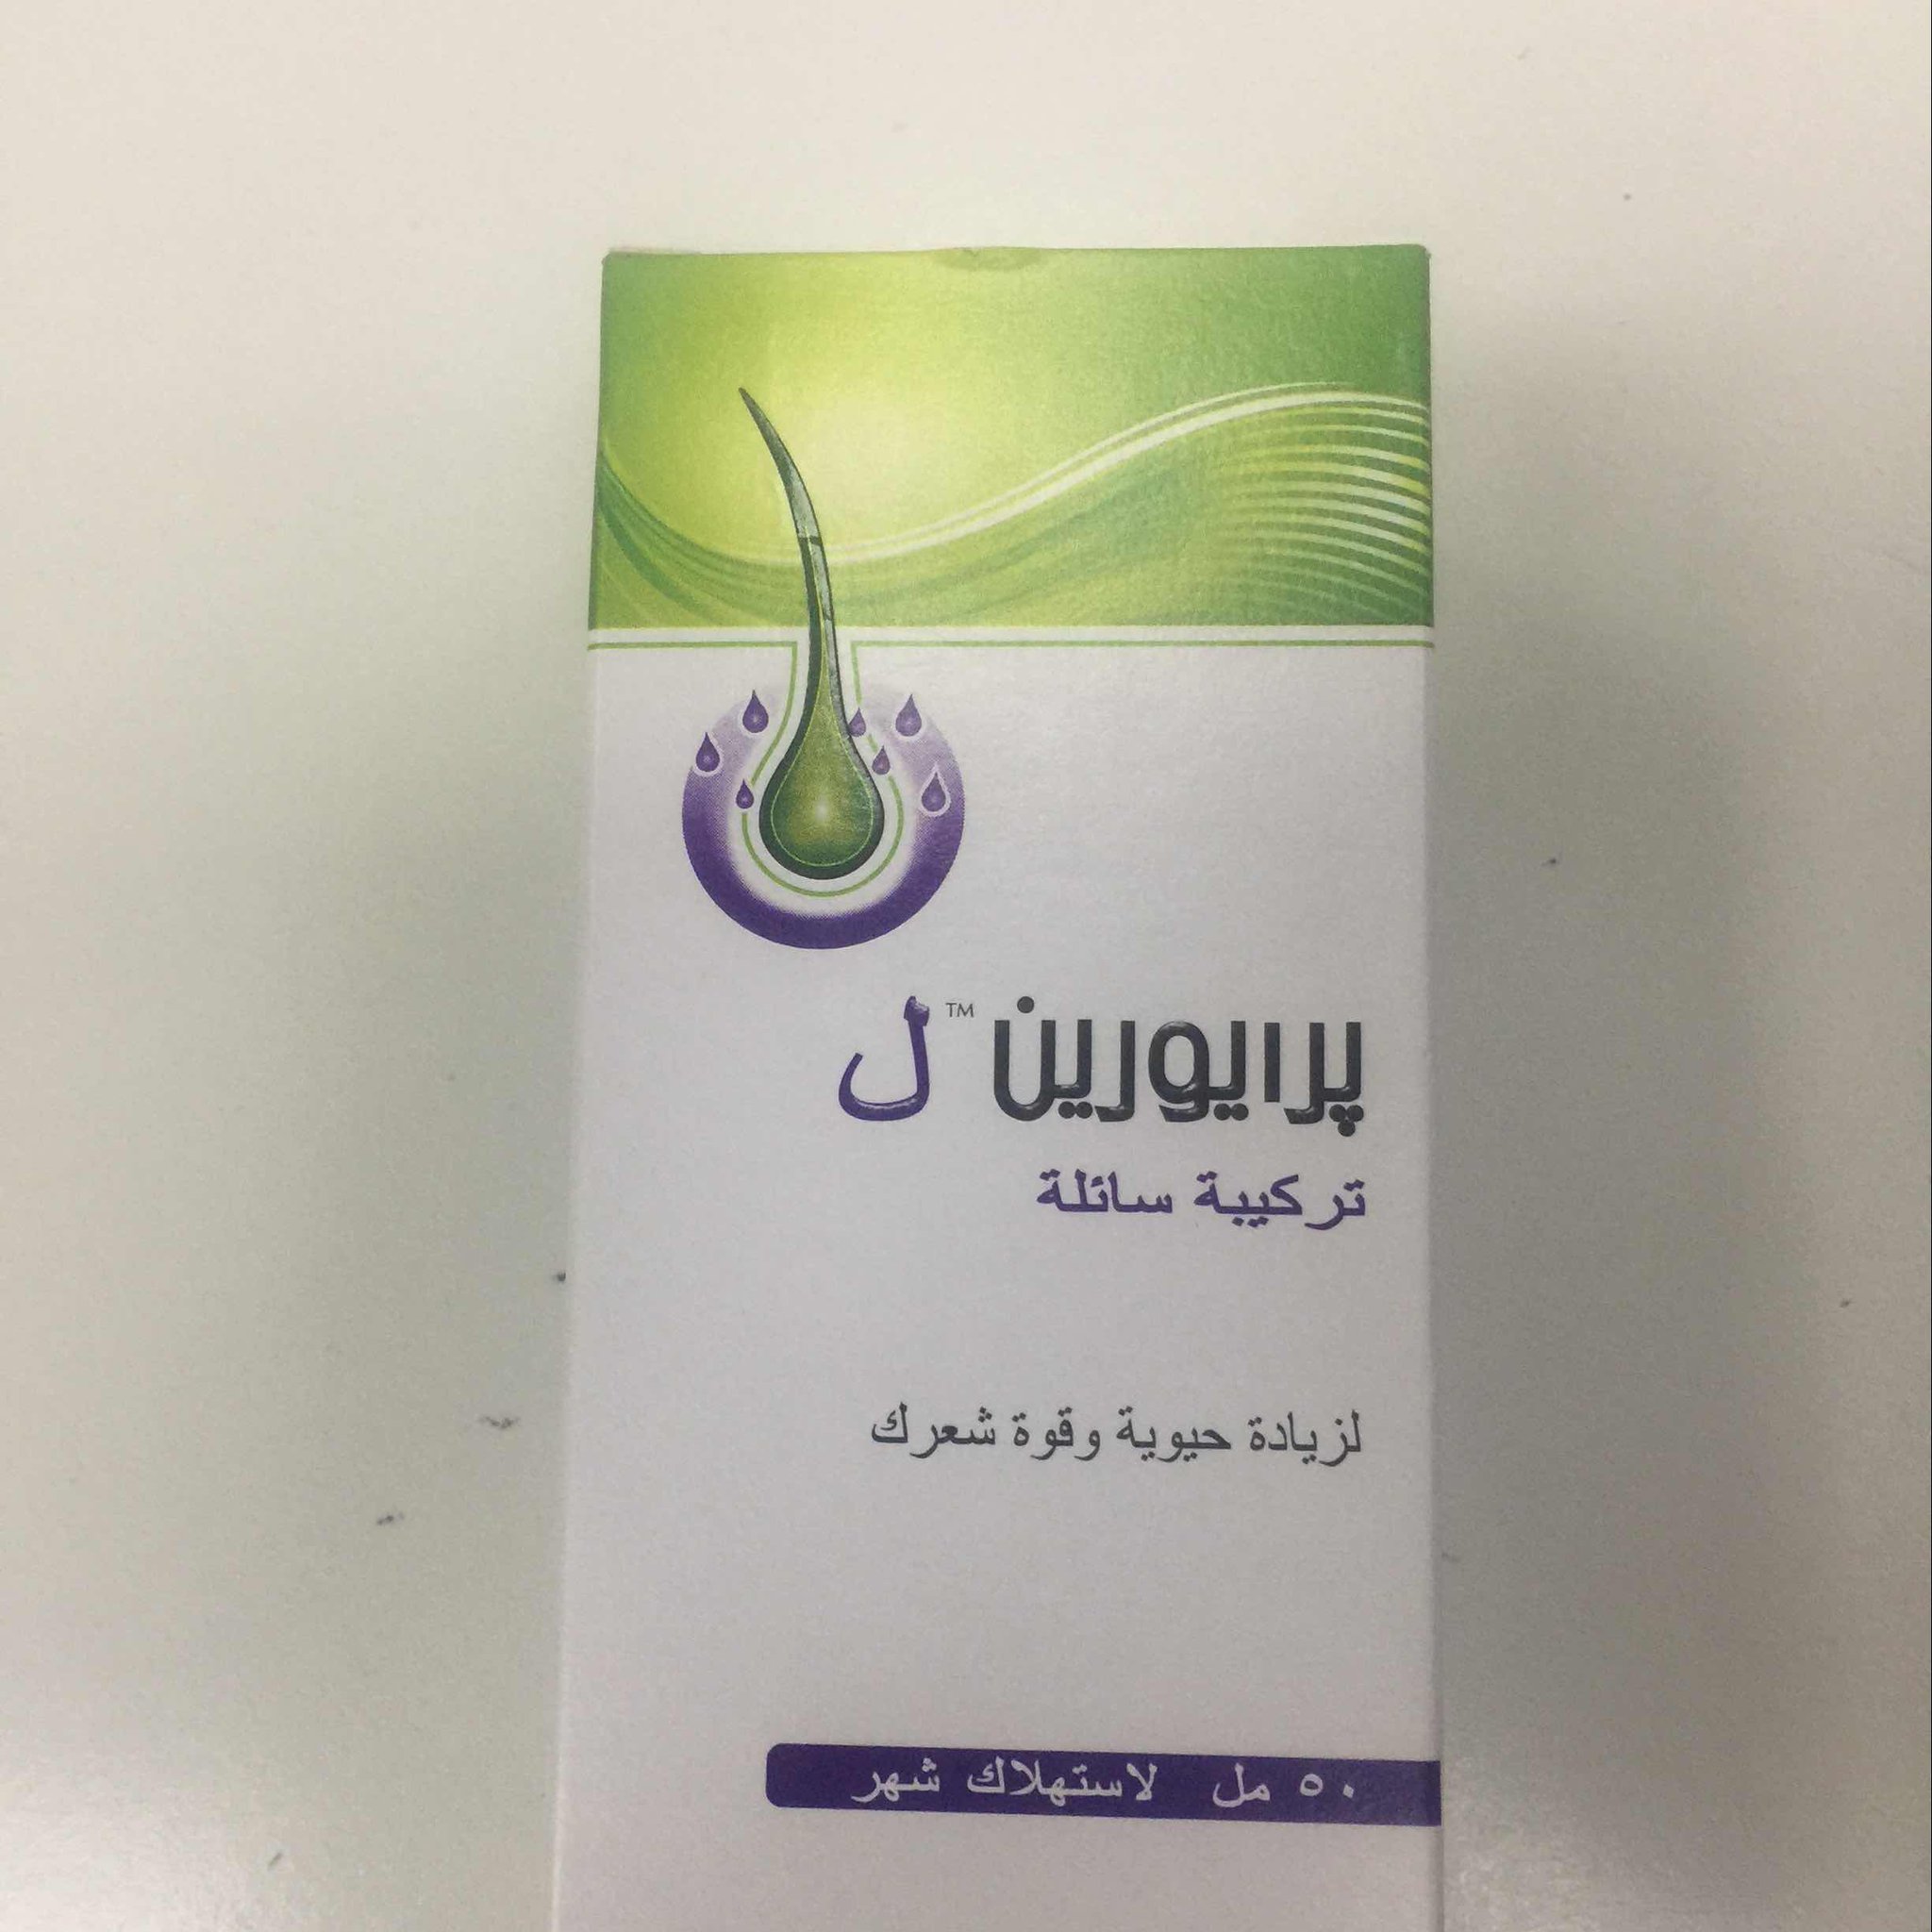 پرايورين™ ل
تركيبة سائلة
لزيادة حيوية وقوة شعرك
٥٠ مل لاستهلاك شهر